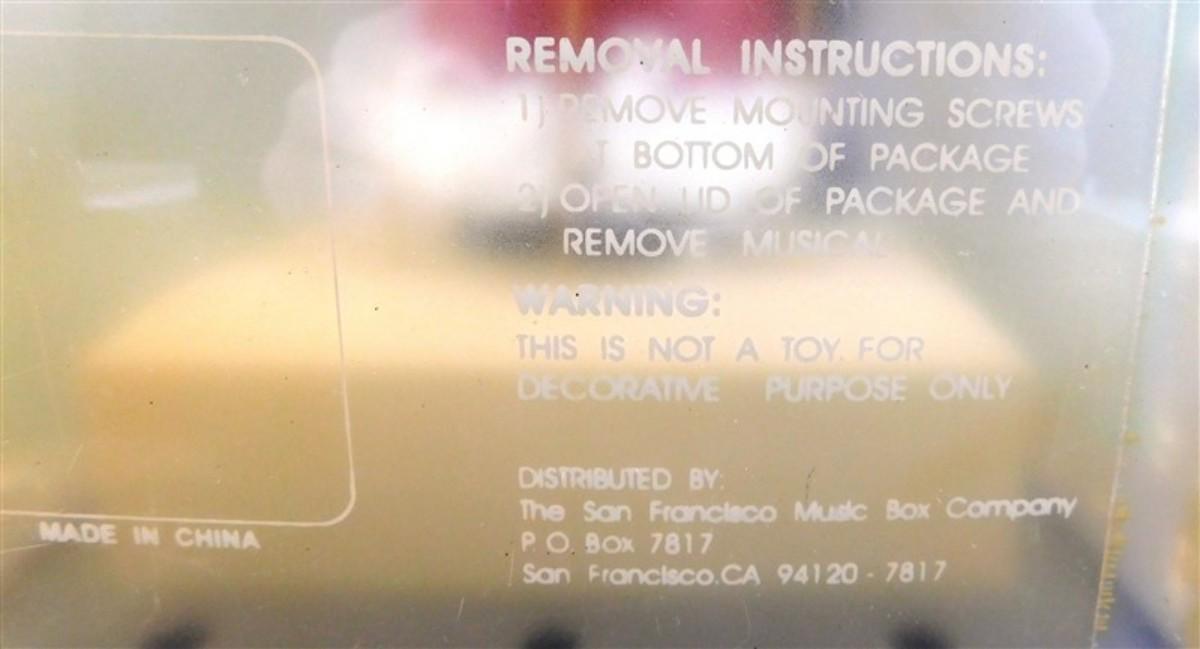 REMOVAL INSTRUCTIONS:
1) REMOVE MOUNTING SCREWS
AT BOTTOM OF PACKAGE
2) OPEN LID OF PACKAGE AND
REMOVE MUSICAL
WARNING:
THIS IS NOT A TOY. FOR
DECORATIVE PURPOSE ONLY
DISTRIBUTED BY:
The San Francisco Music Box Company
P.O. Box 7817
San Francisco.CA 94120-7817
MADE IN CHINA